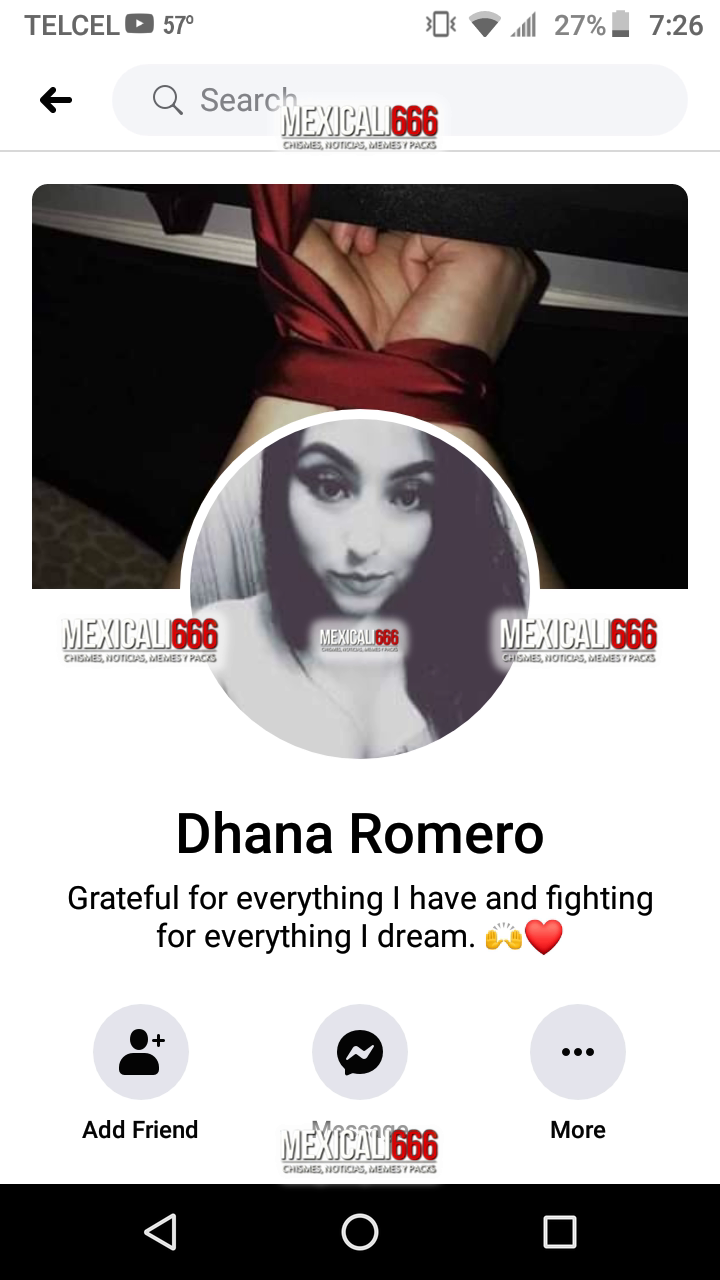 TELCEL 57° 27% 7:26
Search
MEXICALI666
CHISMES, NOTICIAS, MEMES Y PACKS
MEXICALI666
CHISMES, NOTICIAS, MEMES Y PACKS
MEXICALI666
CHISMES, NOTICIAS, MEMES Y PACKS
MEXICALI666
CHISMES, NOTICIAS, MEMES Y PACKS
Dhana Romero
Grateful for everything I have and fighting
for everything I dream. 🙌❤️
Add Friend
Message
More
MEXICALI666
CHISMES, NOTICIAS, MEMES Y PACKS